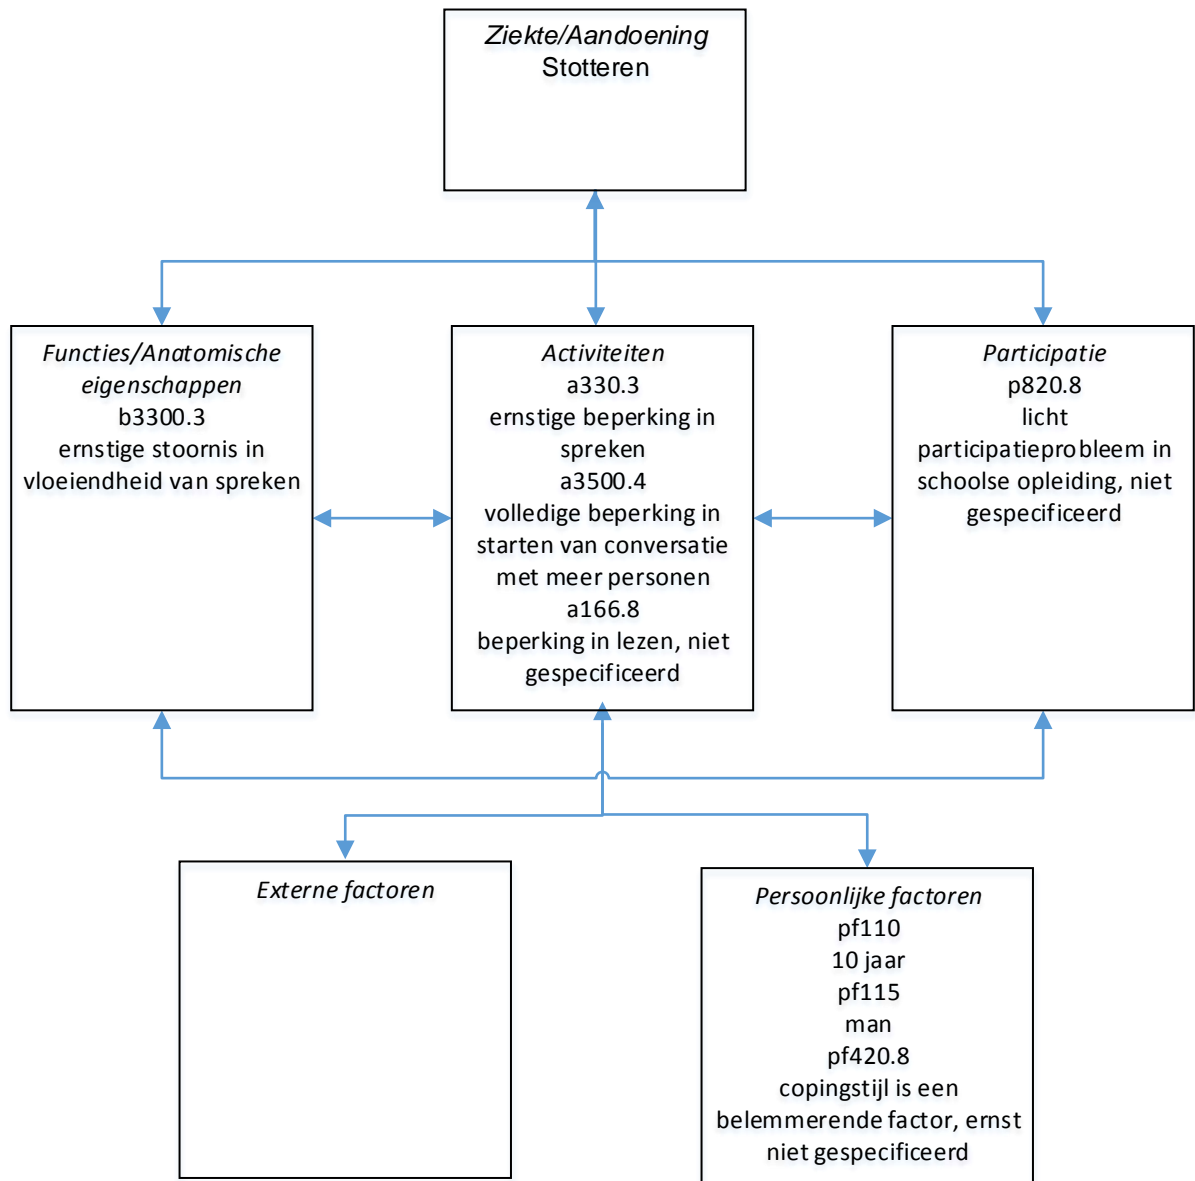 Ziekte/Aandoening
Stotteren
Functies/Anatomische
eigenschappen
b3300.3
ernstige stoornis in
vloeiendheid van spreken
Activiteiten
a330.3
ernstige beperking in
spreken
a3500.4
volledige beperking in
starten van conversatie
met meer personen
a166.8
beperking in lezen, niet
gespecificeerd
Participatie
p820.8
licht
participatieprobleem in
schoolse opleiding, niet
gespecificeerd
Externe factoren
Persoonlijke factoren
pf110
10 jaar
pf115
man
pf420.8
copingstijl is een
belemmerende factor, ernst
niet gespecificeerd